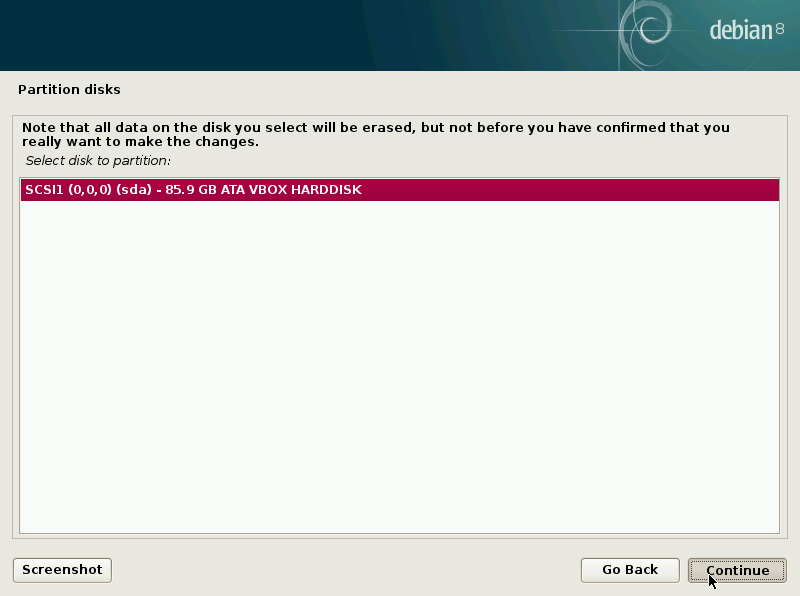 debian 8
Partition disks
Note that all data on the disk you select will be erased, but not before you have confirmed that you
really want to make the changes.
Select disk to partition:
SCSI1 (0,0,0) (sda) - 85.9 GB ATA VBOX HARDDISK
Screenshot
Go Back
Continue